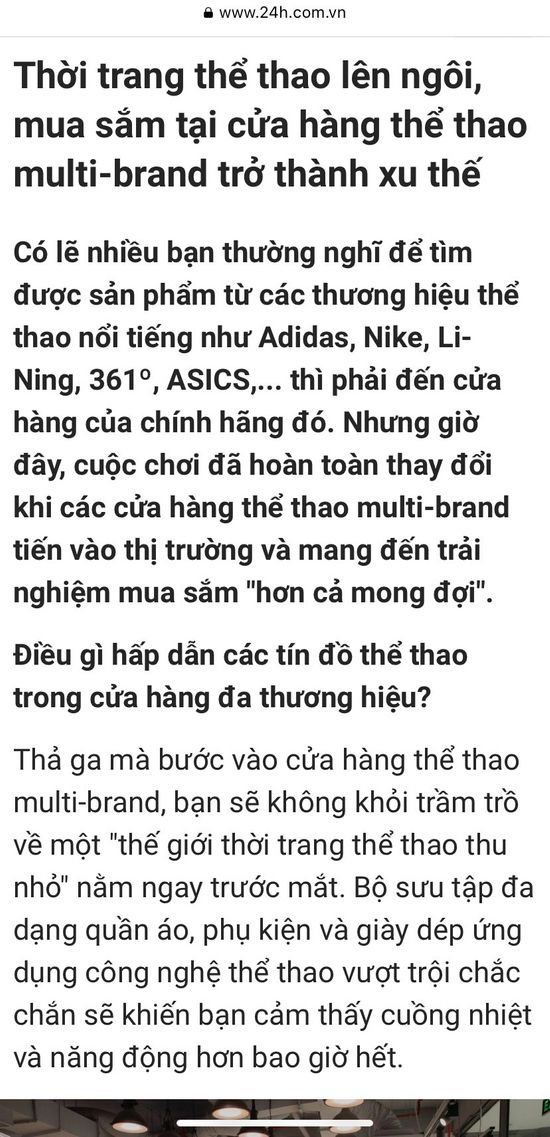 www.24h.com.vn
Thời trang thể thao lên ngôi,
mua sắm tại cửa hàng thể thao
multi-brand trở thành xu thế
Có lẽ nhiều bạn thường nghĩ để tìm
được sản phẩm từ các thương hiệu thể
thao nổi tiếng như Adidas, Nike, Li-
Ning, 361º, ASICS,... thì phải đến cửa
hàng của chính hãng đó. Nhưng giờ
đây, cuộc chơi đã hoàn toàn thay đổi
khi các cửa hàng thể thao multi-brand
tiến vào thị trường và mang đến trải
nghiệm mua sắm "hơn cả mong đợi".
Điều gì hấp dẫn các tín đồ thể thao
trong cửa hàng đa thương hiệu?
Thả ga mà bước vào cửa hàng thể thao
multi-brand, bạn sẽ không khỏi trầm trồ
về một "thế giới thời trang thể thao thu
nhỏ" nằm ngay trước mắt. Bộ sưu tập đa
dạng quần áo, phụ kiện và giày dép ứng
dụng công nghệ thể thao vượt trội chắc
chắn sẽ khiến bạn cảm thấy cuồng nhiệt
và năng động hơn bao giờ hết.